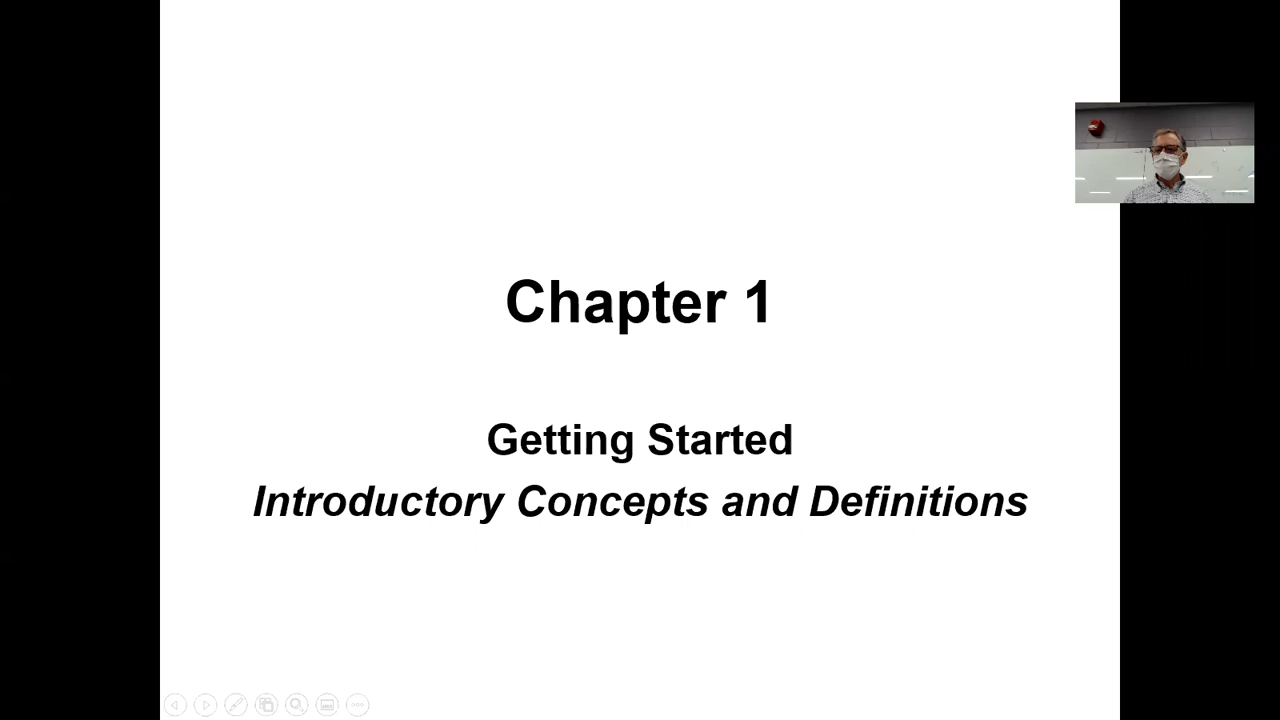 Chapter 1
Getting Started
Introductory Concepts and Definitions